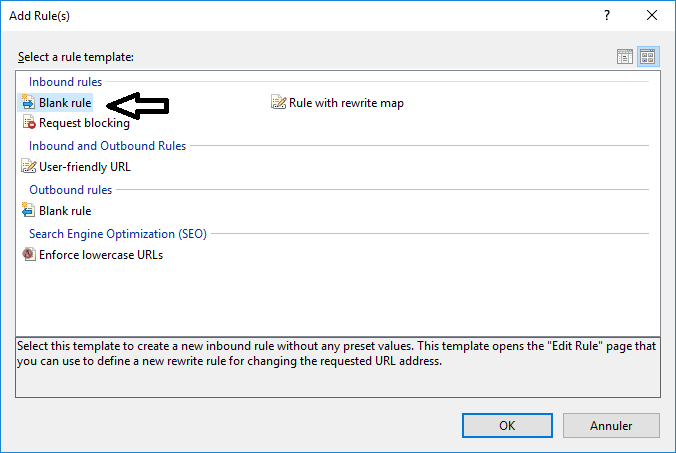 Add Rule(s)
?
Select a rule template:
Inbound rules
Blank rule
Rule with rewrite map
Request blocking
Inbound and Outbound Rules
User-friendly URL
Outbound rules
Blank rule
Search Engine Optimization (SEO)
Enforce lowercase URLs
Select this template to create a new inbound rule without any preset values. This template opens the "Edit Rule" page that
you can use to define a new rewrite rule for changing the requested URL address.
OK
Annuler